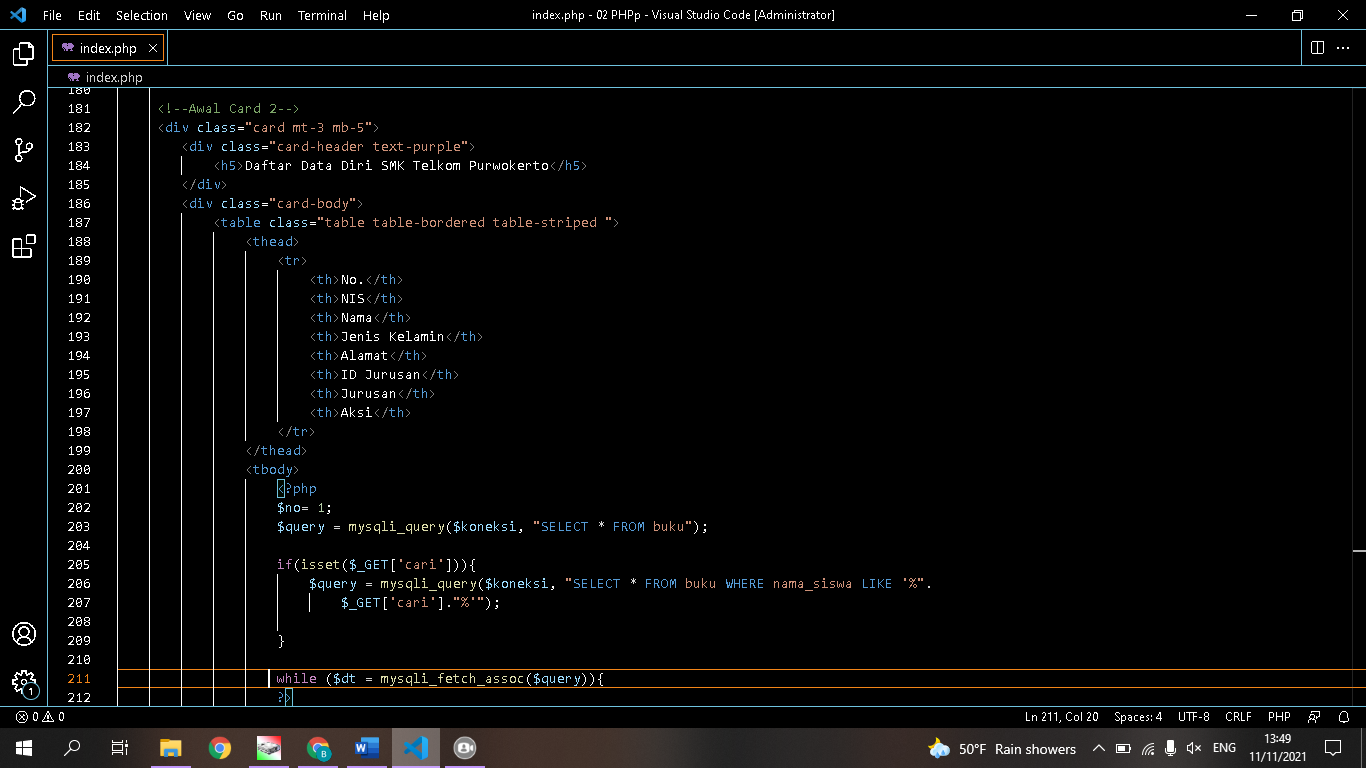 File Edit Selection View Go Run Terminal Help index.php - 02 PHPp - Visual Studio Code [Administrator]
index.php
index.php
180
181 <!--Awal Card 2-->
182 <div class="card mt-3 mb-5">
183 <div class="card-header text-purple">
184 <h5>Daftar Data Diri SMK Telkom Purwokerto</h5>
185 </div>
186 <div class="card-body">
187 <table class="table table-bordered table-striped ">
188 <thead>
189 <tr>
190 <th>No.</th>
191 <th>NIS</th>
192 <th>Nama</th>
193 <th>Jenis Kelamin</th>
194 <th>Alamat</th>
195 <th>ID Jurusan</th>
196 <th>Jurusan</th>
197 <th>Aksi</th>
198 </tr>
199 </thead>
200 <tbody>
201 <?php
202 $no= 1;
203 $query = mysqli_query($koneksi, "SELECT * FROM buku");
204
205 if(isset($_GET['cari'])){
206 $query = mysqli_query($koneksi, "SELECT * FROM buku WHERE nama_siswa LIKE '%".
207 $_GET['cari']."%'");
208
209 }
210
211 while ($dt = mysqli_fetch_assoc($query)){
212 ?>
1
0 0 Ln 211, Col 20 Spaces: 4 UTF-8 CRLF PHP
50°F Rain showers ENG 13:49
11/11/2021